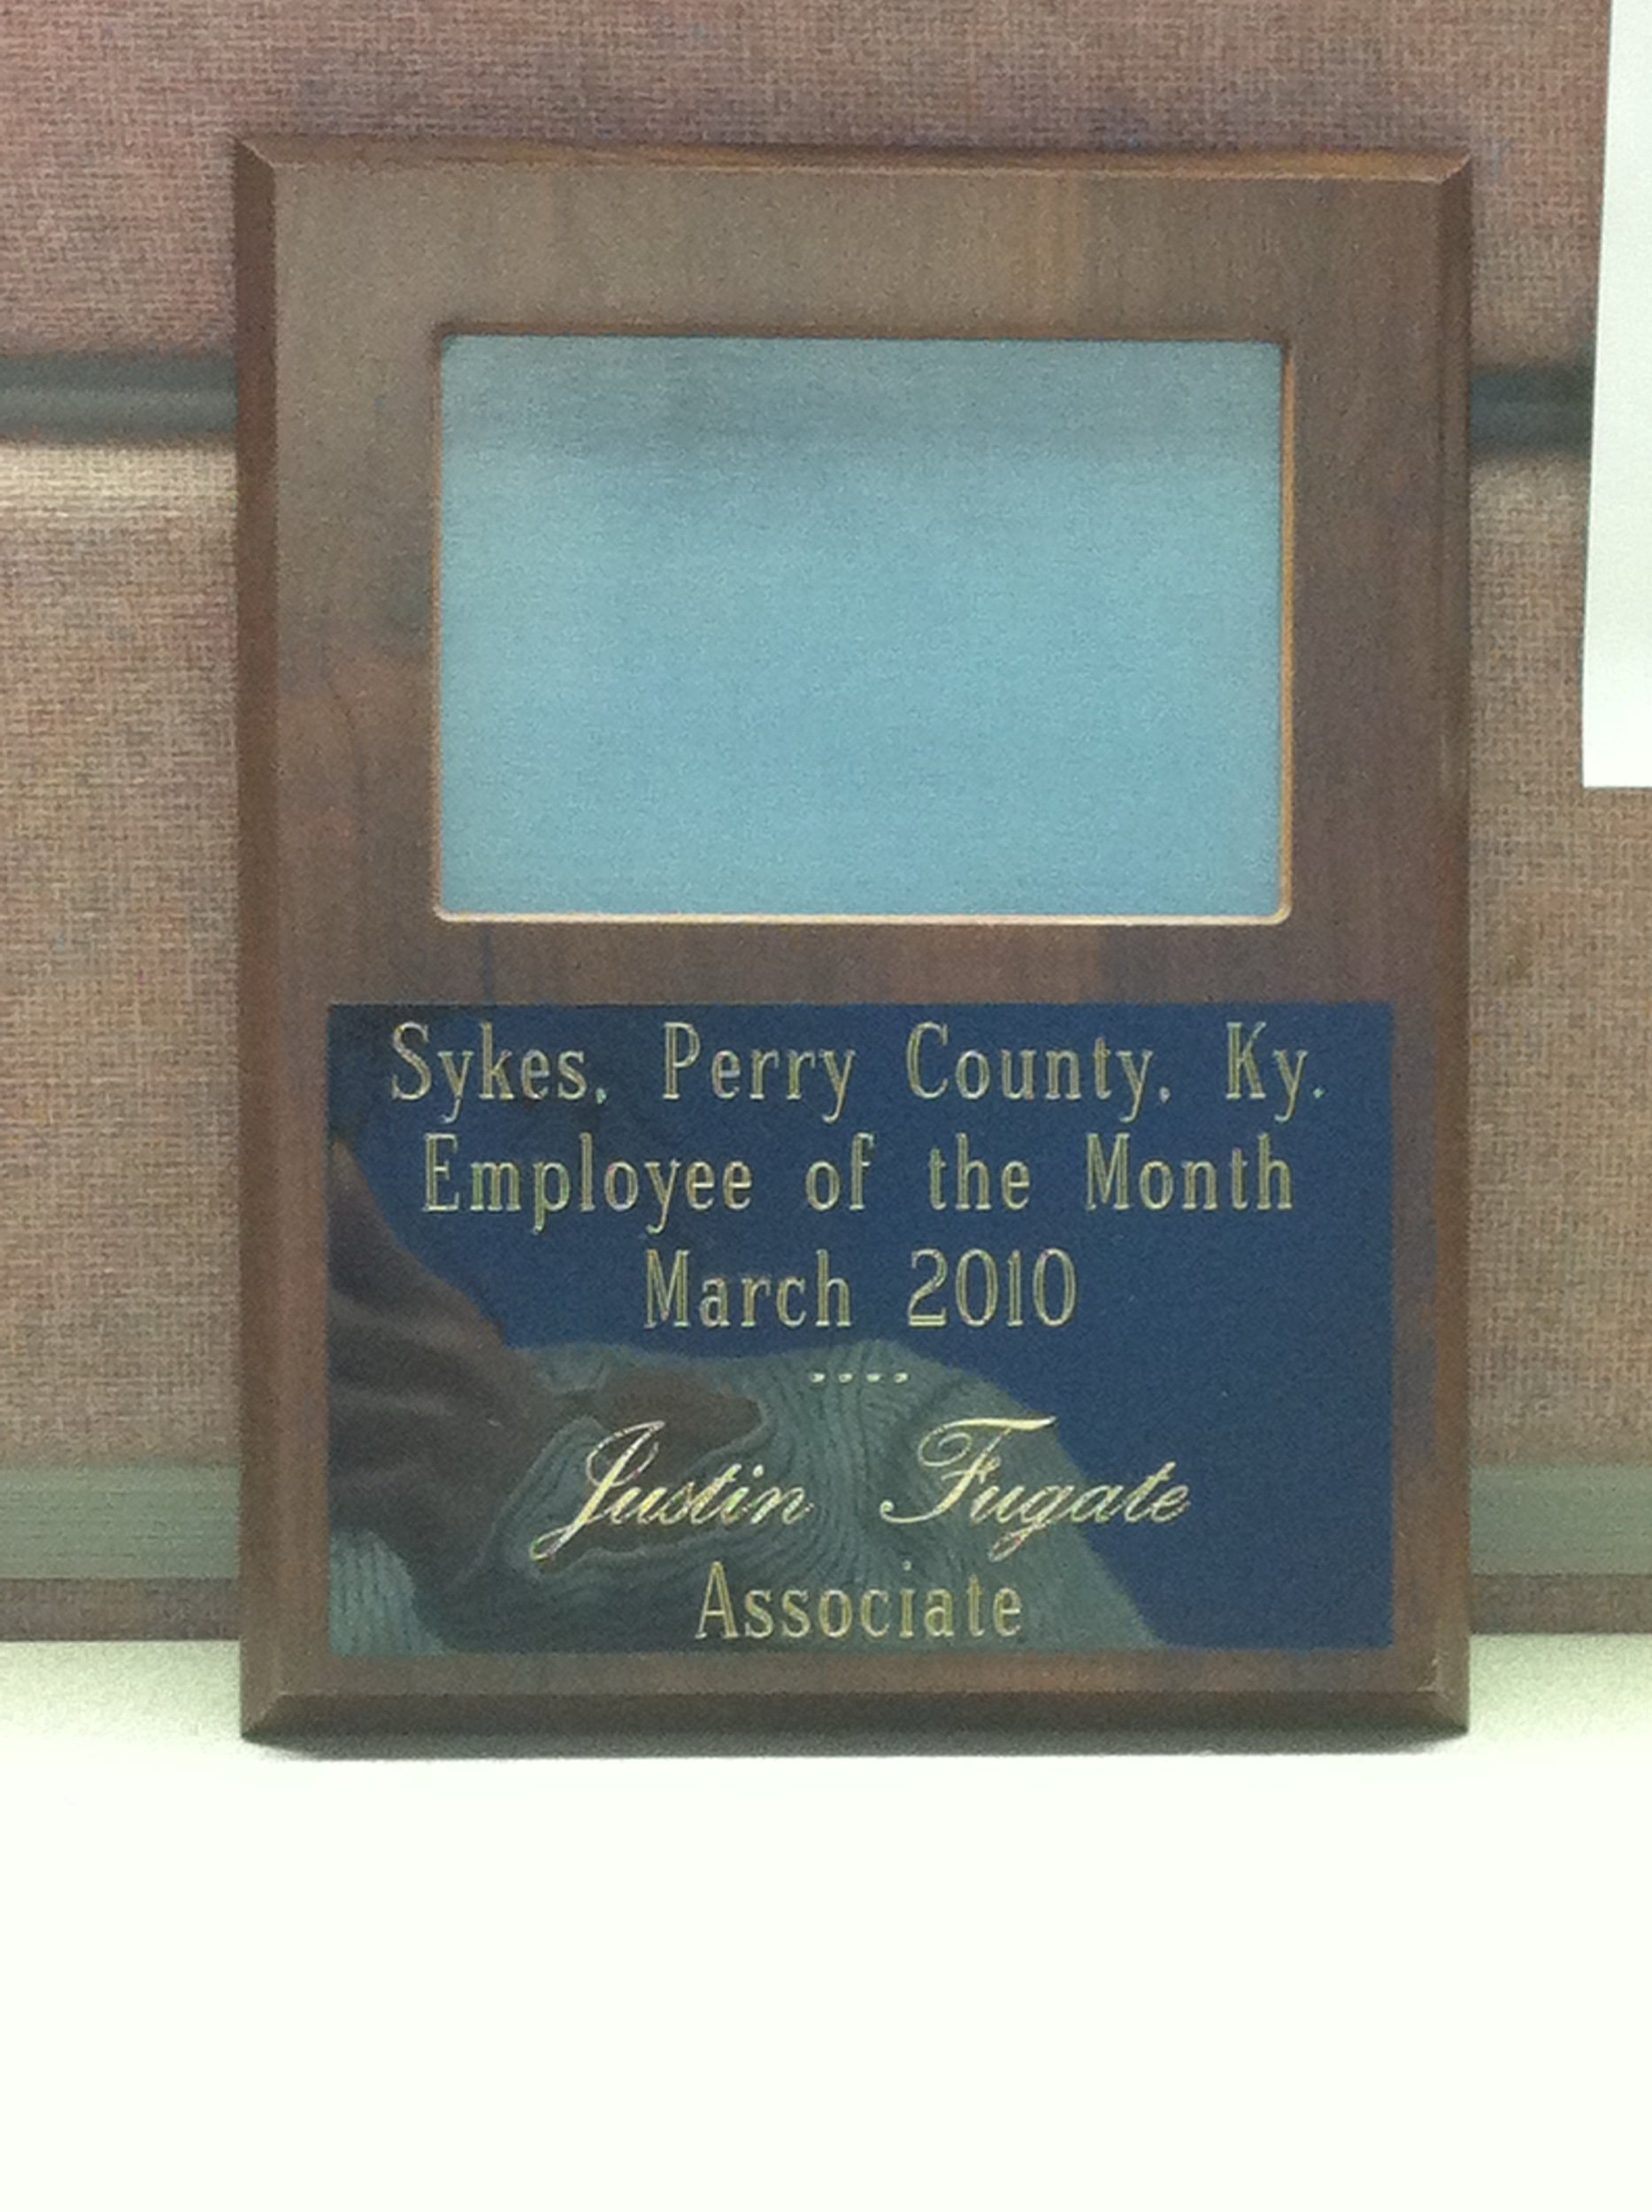 Sykes, Perry County, Ky.
Employee of the Month
March 2010
....
Justin Fugate
Associate